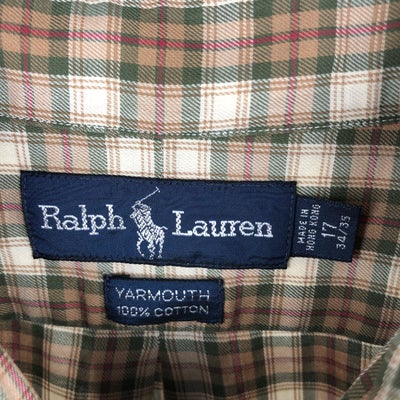 Ralph Lauren
MADE IN
HONG KONG
17
34/35
YARMOUTH
100% COTTON